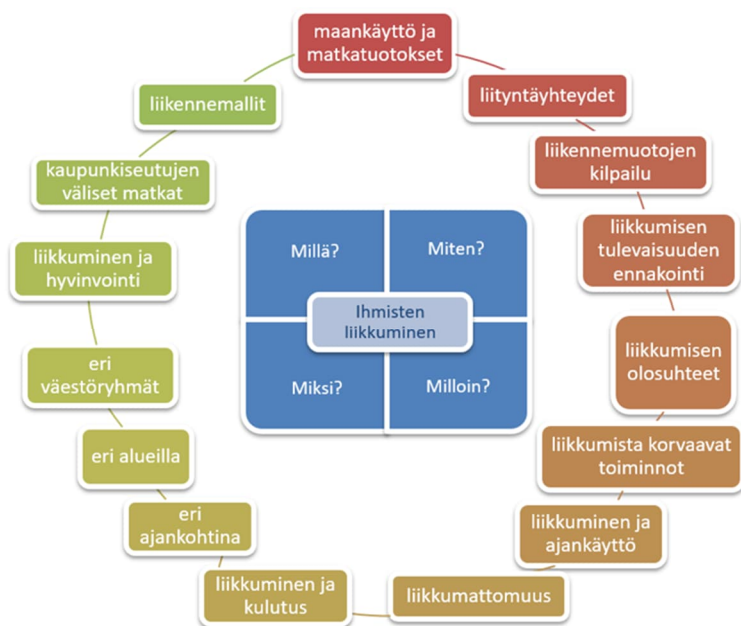 maankäyttö ja
matkatuotokset
liityntäyhteydet
liikennemuotojen
kilpailu
liikkumisen
tulevaisuuden
ennakointi
liikkumisen
olosuhteet
liikkumista korvaavat
toiminnot
liikkuminen ja
ajankäyttö
liikkumattomuus
liikkuminen ja
kulutus
eri
ajankohtina
eri alueilla
eri
väestöryhmät
liikkuminen ja
hyvinvointi
kaupunkiseutujen
väliset matkat
liikennemallit
Millä?
Miten?
Ihmisten
liikkuminen
Miksi?
Milloin?